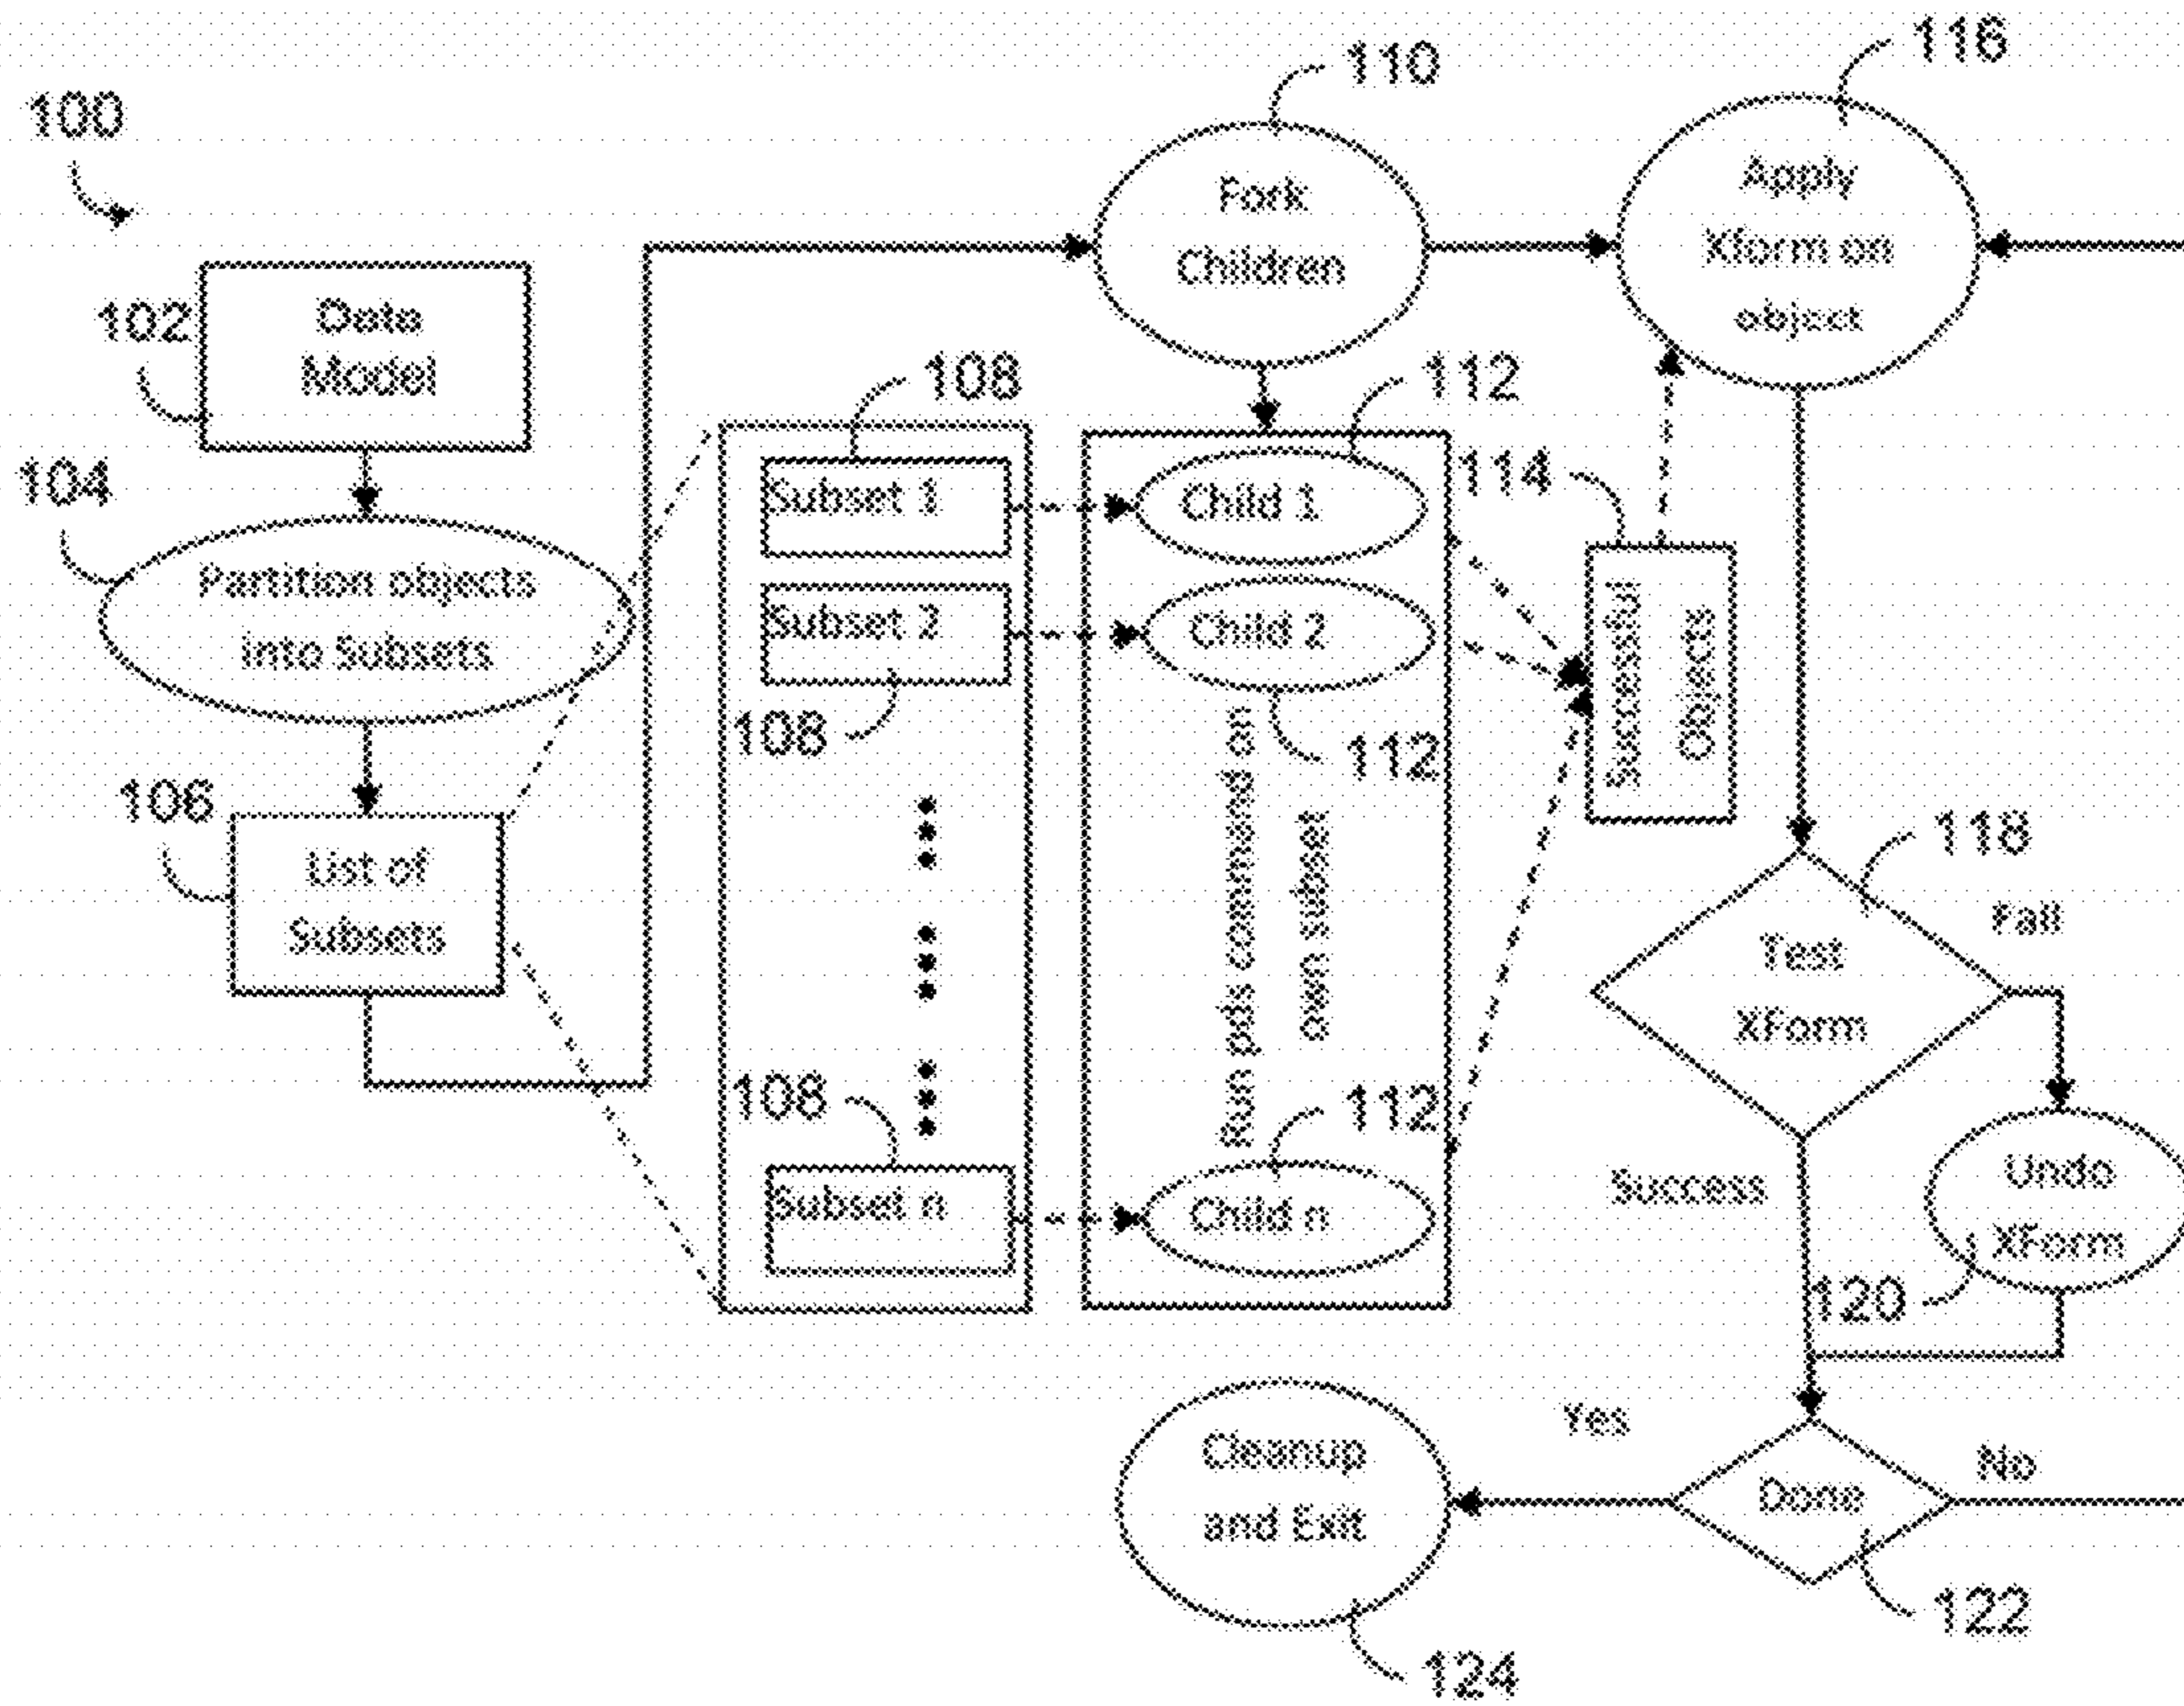 100
102
Data
Model
104
Partition objects
into Subsets
106
List of
Subsets
108
Subset 1
Subset 2
108
108
Subset n
110
Fork
Children
112
Child 1
Child 2
112
Run pds command on
own subset
112
Child n
114
Successful
Objects
116
Apply
Xform on
object
118
Test
XForm
Fail
Success
Undo
XForm
120
Yes
Done
No
122
Cleanup
and Exit
124